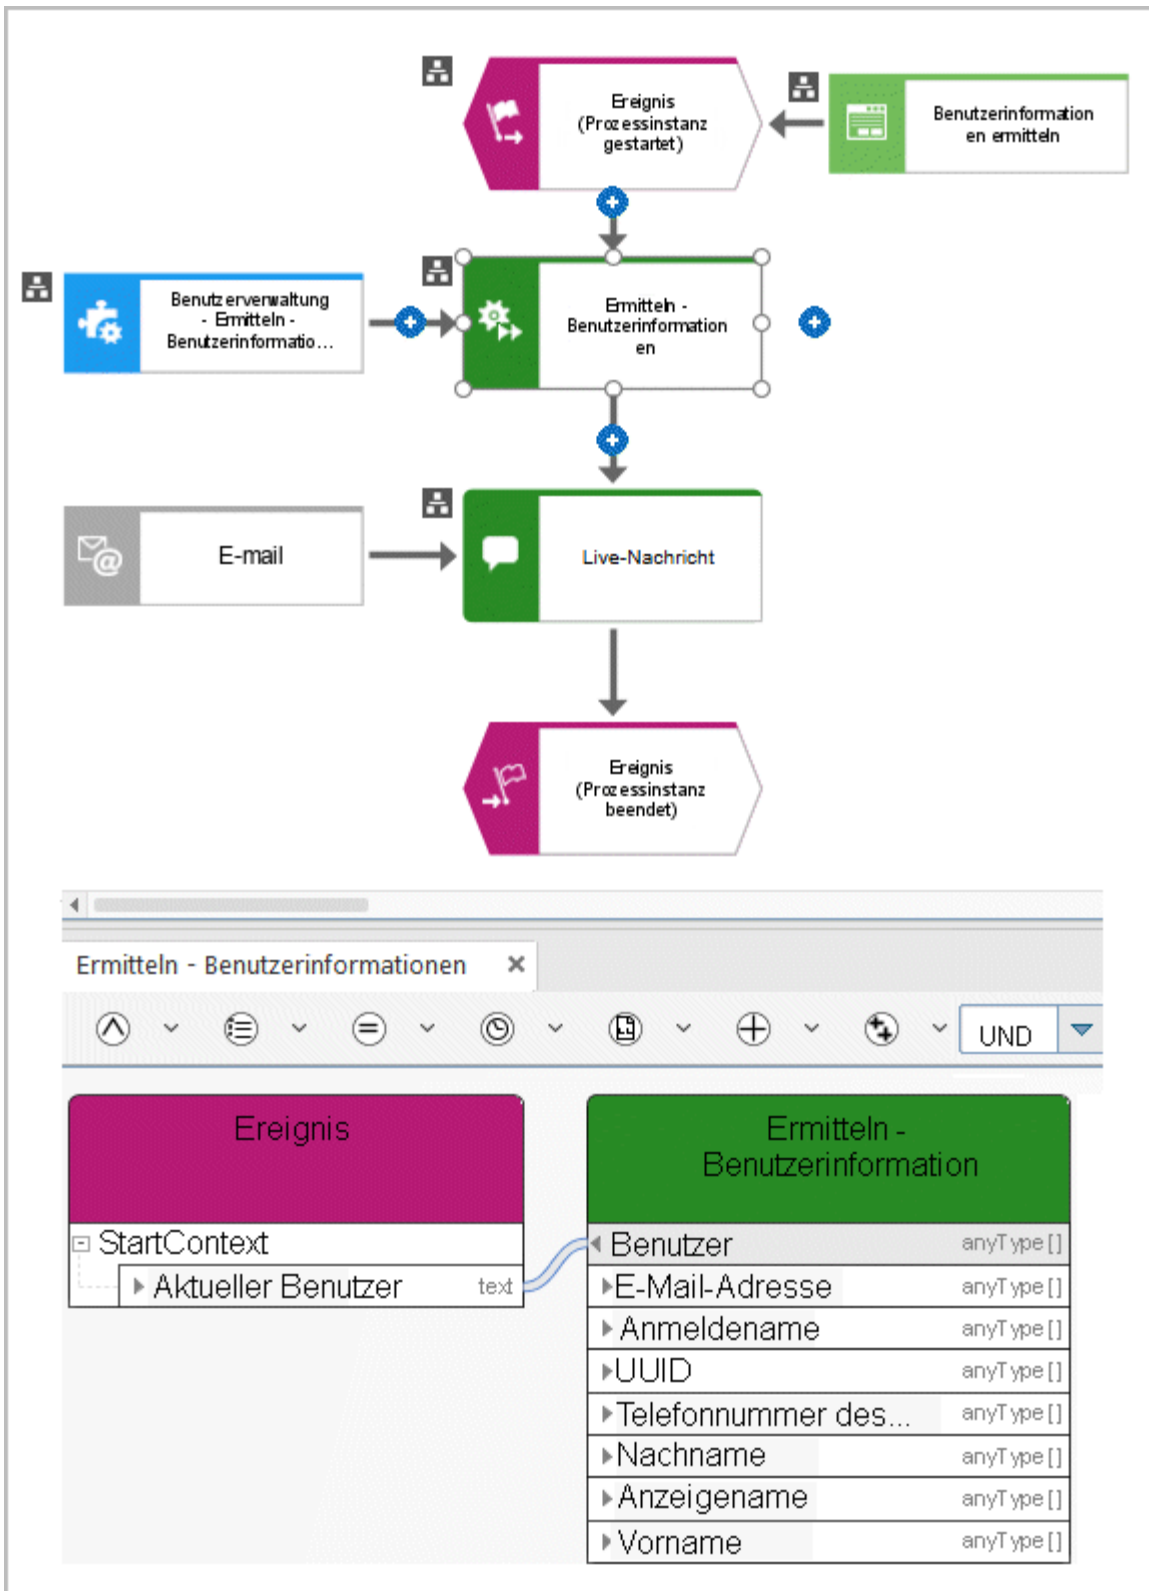 Ereignis
(Prozessinstanz
gestartet)
Benutzerinformation
en ermitteln
Benutzerverwaltung
- Ermitteln -
Benutzerinformatio...
Ermitteln -
Benutzerinformation
en
E-mail
Live-Nachricht
Ereignis
(Prozessinstanz
beendet)
Ermitteln - Benutzerinformationen
UND
Ereignis
Ermitteln -
Benutzerinformation
StartContext
Aktueller Benutzer text
Benutzer anyType[]
E-Mail-Adresse anyType[]
Anmeldename anyType[]
UUID anyType[]
Telefonnummer des... anyType[]
Nachname anyType[]
Anzeigename anyType[]
Vorname anyType[]